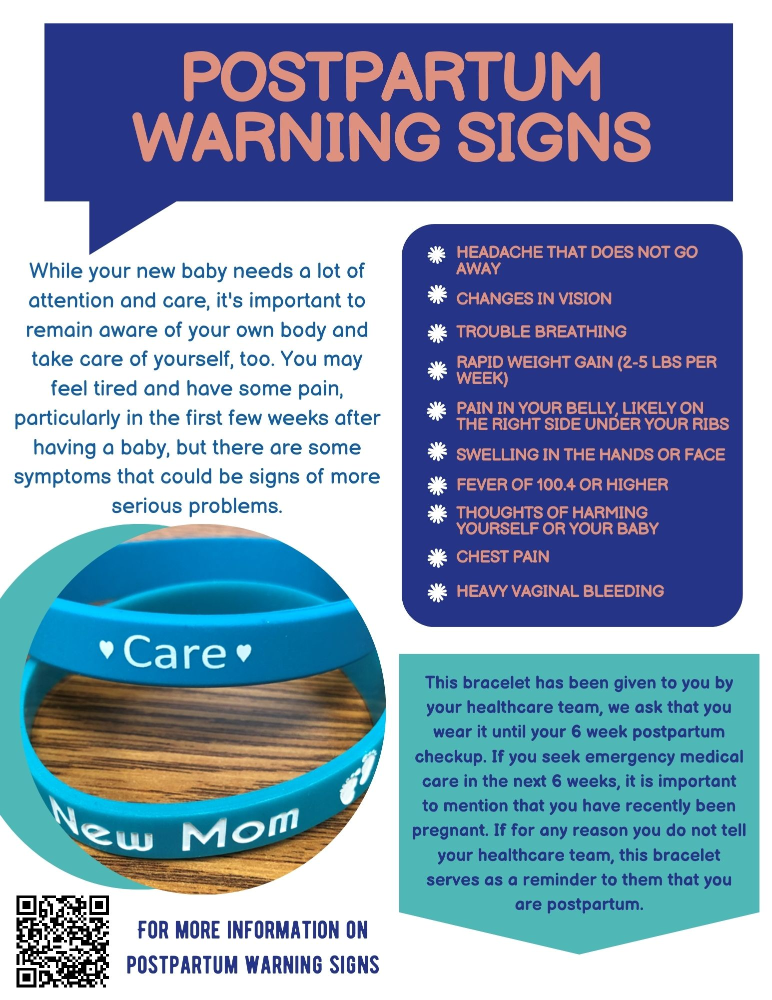 POSTPARTUM
WARNING SIGNS
While your new baby needs a lot of
attention and care, it's important to
remain aware of your own body and
take care of yourself, too. You may
feel tired and have some pain,
particularly in the first few weeks after
having a baby, but there are some
symptoms that could be signs of more
serious problems.
HEADACHE THAT DOES NOT GO
AWAY
CHANGES IN VISION
TROUBLE BREATHING
RAPID WEIGHT GAIN (2-5 LBS PER
WEEK)
PAIN IN YOUR BELLY, LIKELY ON
THE RIGHT SIDE UNDER YOUR RIBS
SWELLING IN THE HANDS OR FACE
FEVER OF 100.4 OR HIGHER
THOUGHTS OF HARMING
YOURSELF OR YOUR BABY
CHEST PAIN
HEAVY VAGINAL BLEEDING
♥ Care ♥
New Mom
This bracelet has been given to you by
your healthcare team, we ask that you
wear it until your 6 week postpartum
checkup. If you seek emergency medical
care in the next 6 weeks, it is important
to mention that you have recently been
pregnant. If for any reason you do not tell
your healthcare team, this bracelet
serves as a reminder to them that you
are postpartum.
FOR MORE INFORMATION ON
POSTPARTUM WARNING SIGNS